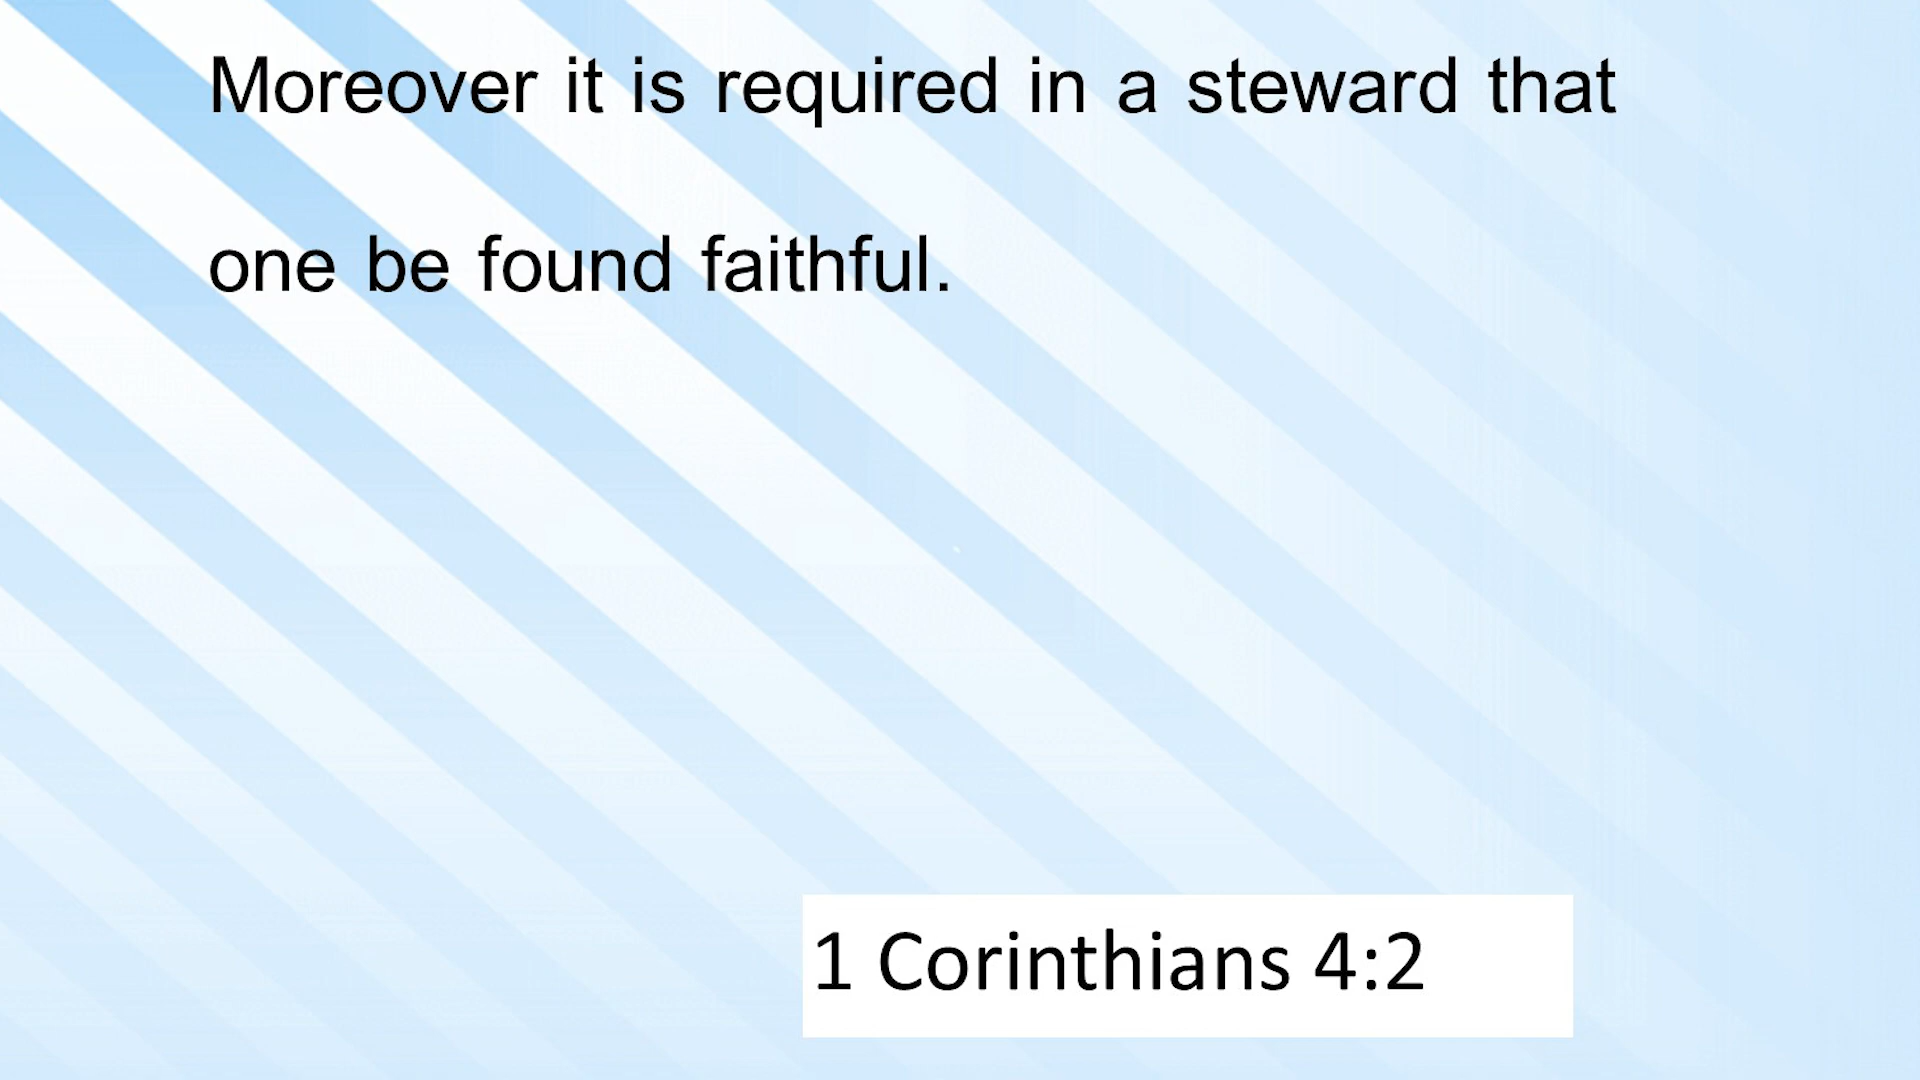 Moreover it is required in a steward that
one be found faithful.
1 Corinthians 4:2